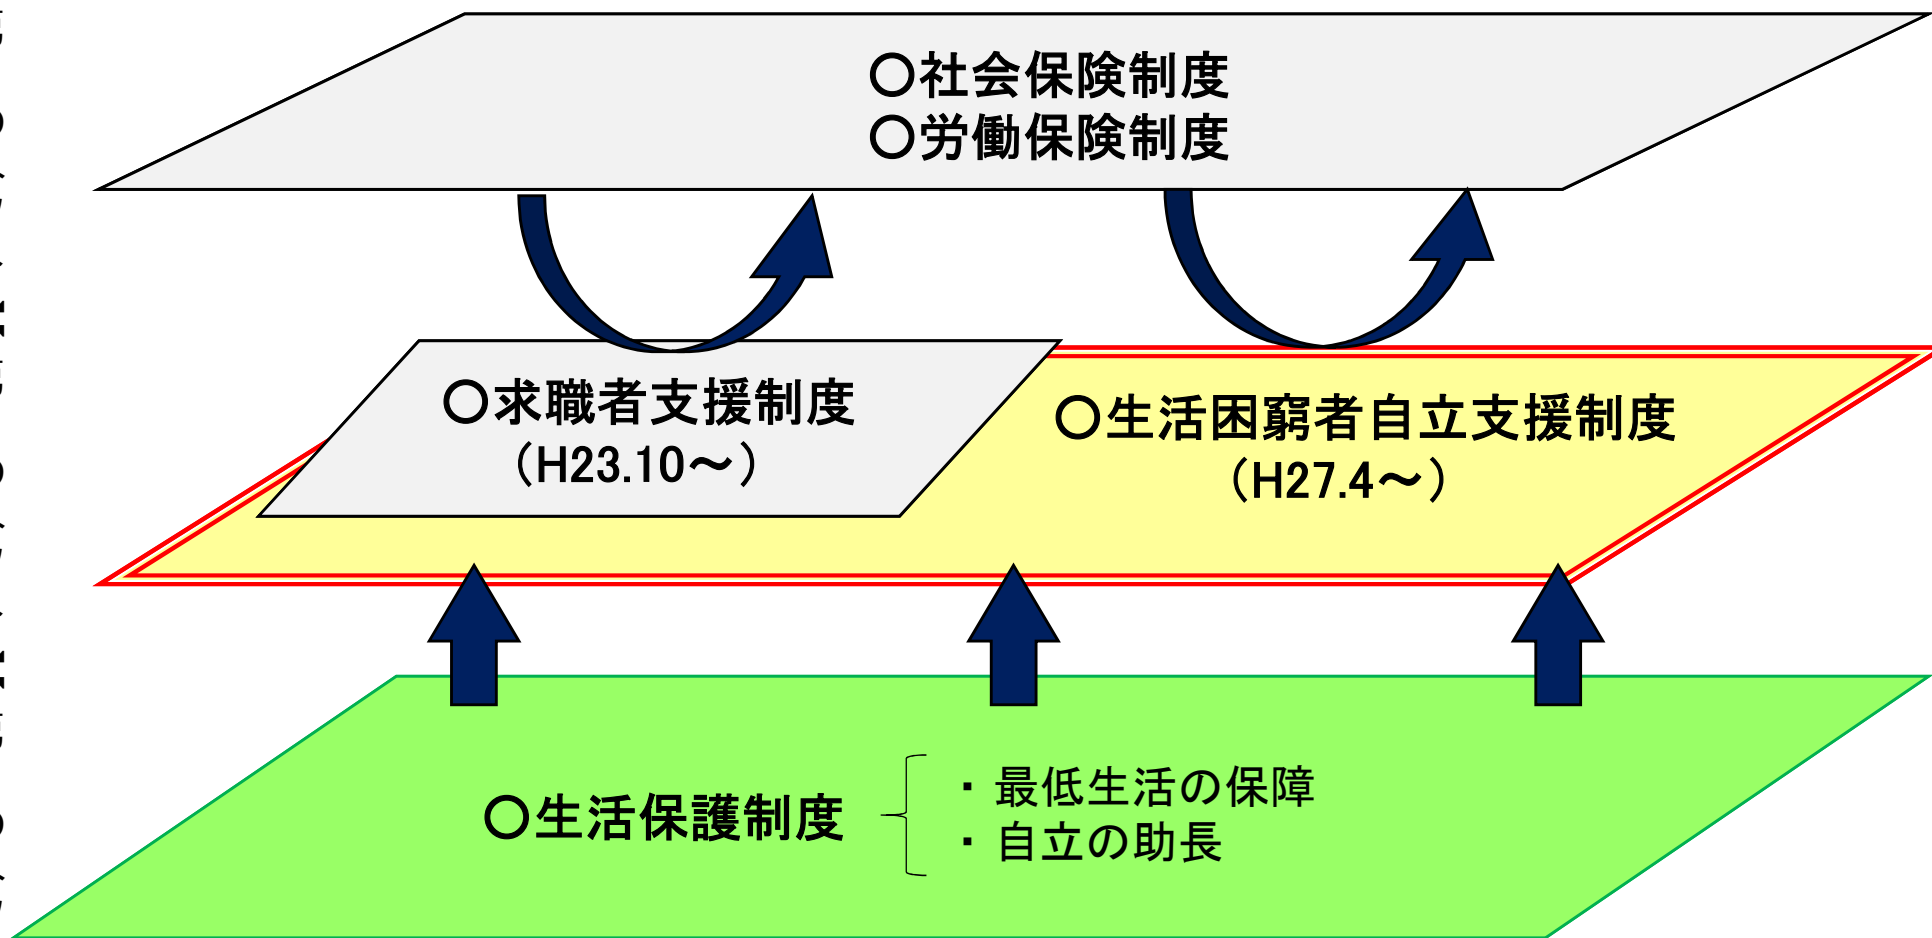 〇社会保険制度
〇労働保険制度
〇求職者支援制度
（H23.10～）
〇生活困窮者自立支援制度
（H27.4～）
〇生活保護制度
・最低生活の保障
・自立の助長